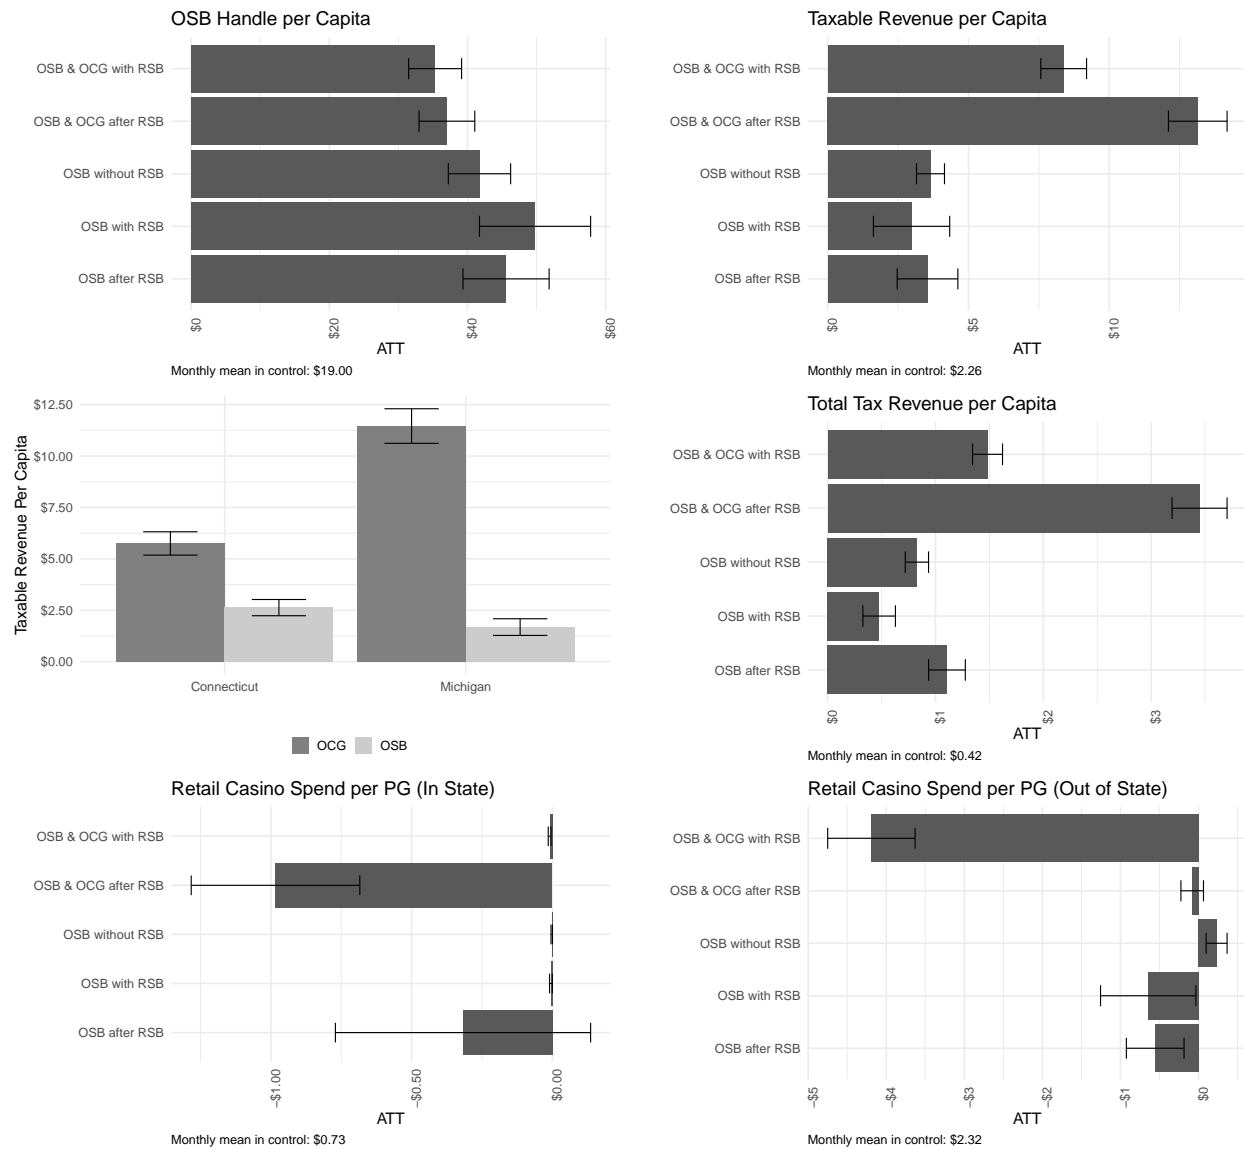 OSB Handle per Capita
OSB & OCG with RSB
OSB & OCG after RSB
OSB without RSB
OSB with RSB
OSB after RSB
$0
$20
$40
$60
ATT
Monthly mean in control: $19.00
Taxable Revenue per Capita
OSB & OCG with RSB
OSB & OCG after RSB
OSB without RSB
OSB with RSB
OSB after RSB
$0
$5
$10
ATT
Monthly mean in control: $2.26
Taxable Revenue Per Capita
$12.50
$10.00
$7.50
$5.00
$2.50
$0.00
Connecticut
Michigan
OCG
OSB
Total Tax Revenue per Capita
OSB & OCG with RSB
OSB & OCG after RSB
OSB without RSB
OSB with RSB
OSB after RSB
$0
$1
$2
$3
ATT
Monthly mean in control: $0.42
Retail Casino Spend per PG (In State)
OSB & OCG with RSB
OSB & OCG after RSB
OSB without RSB
OSB with RSB
OSB after RSB
−$1.00
−$0.50
$0.00
ATT
Monthly mean in control: $0.73
Retail Casino Spend per PG (Out of State)
OSB & OCG with RSB
OSB & OCG after RSB
OSB without RSB
OSB with RSB
OSB after RSB
−$5
−$4
−$3
−$2
−$1
$0
ATT
Monthly mean in control: $2.32